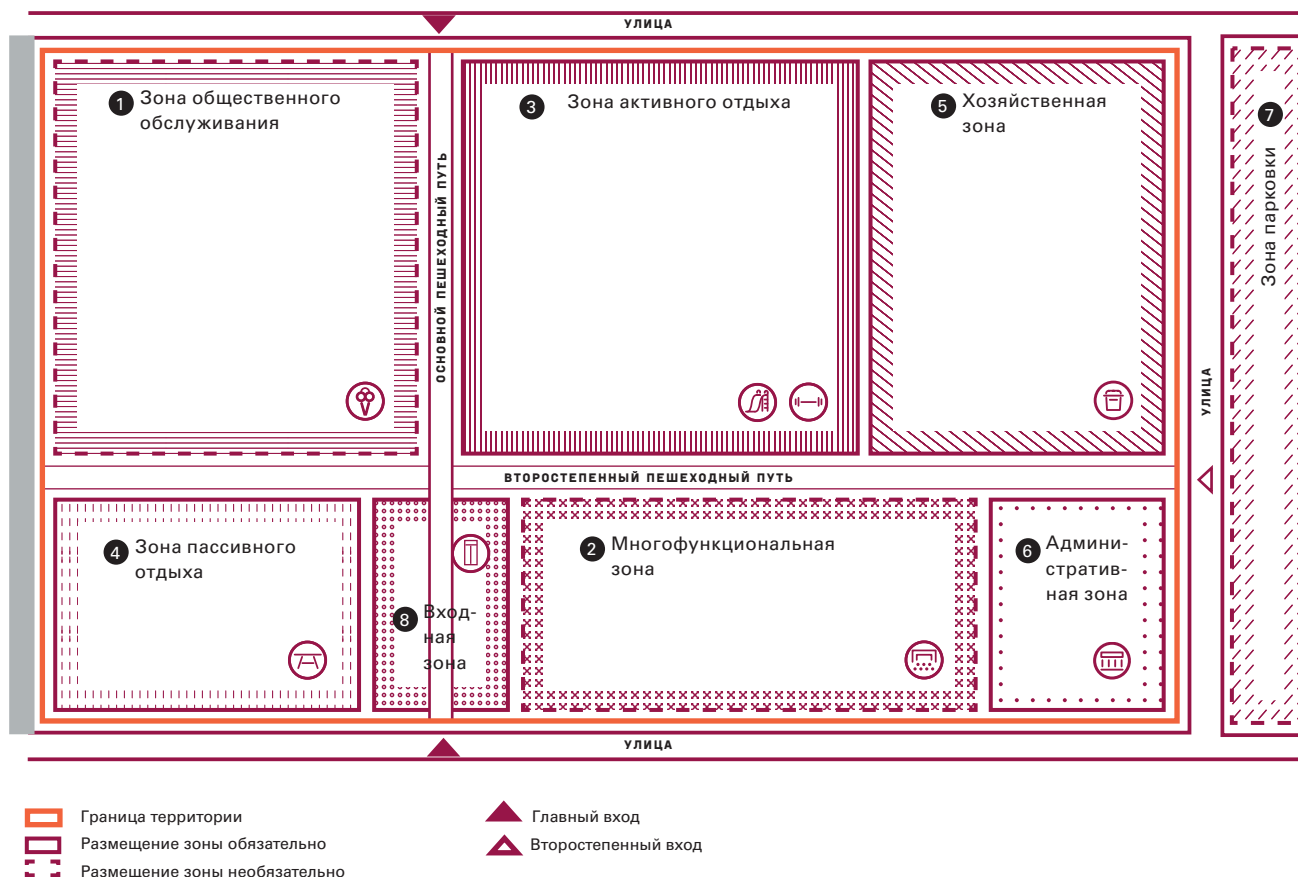 УЛИЦА
1 Зона общественного
обслуживания
3 Зона активного отдыха
5 Хозяйственная
зона
7
Зона парковки
ОСНОВНОЙ ПЕШЕХОДНЫЙ ПУТЬ
УЛИЦА
ВТОРОСТЕПЕННЫЙ ПЕШЕХОДНЫЙ ПУТЬ
4 Зона пассивного
отдыха
8 Вход-
ная
зона
2 Многофункциональная
зона
6 Админи-
стратив-
ная зона
УЛИЦА
Граница территории
Размещение зоны обязательно
Размещение зоны необязательно
Главный вход
Второстепенный вход